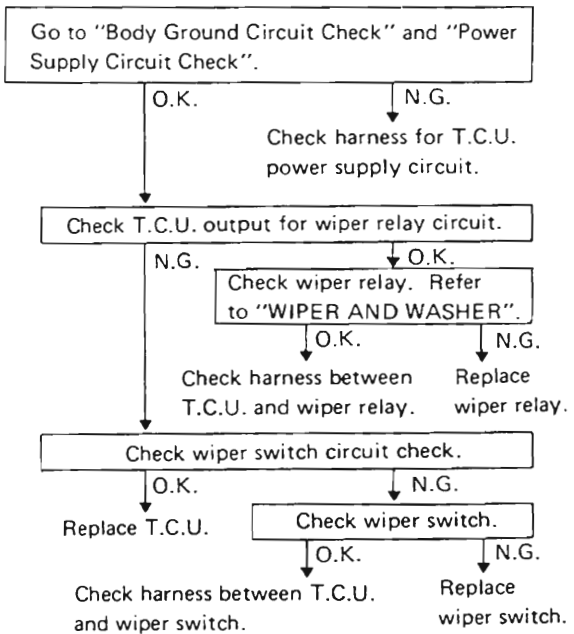 Go to "Body Ground Circuit Check" and "Power
Supply Circuit Check".
O.K.
N.G.
Check harness for T.C.U.
power supply circuit.
Check T.C.U. output for wiper relay circuit.
N.G.
O.K.
Check wiper relay. Refer
to "WIPER AND WASHER".
O.K.
N.G.
Check harness between
T.C.U. and wiper relay.
Replace
wiper relay.
Check wiper switch circuit check.
O.K.
N.G.
Replace T.C.U.
Check wiper switch.
O.K.
N.G.
Check harness between T.C.U.
and wiper switch.
Replace
wiper switch.